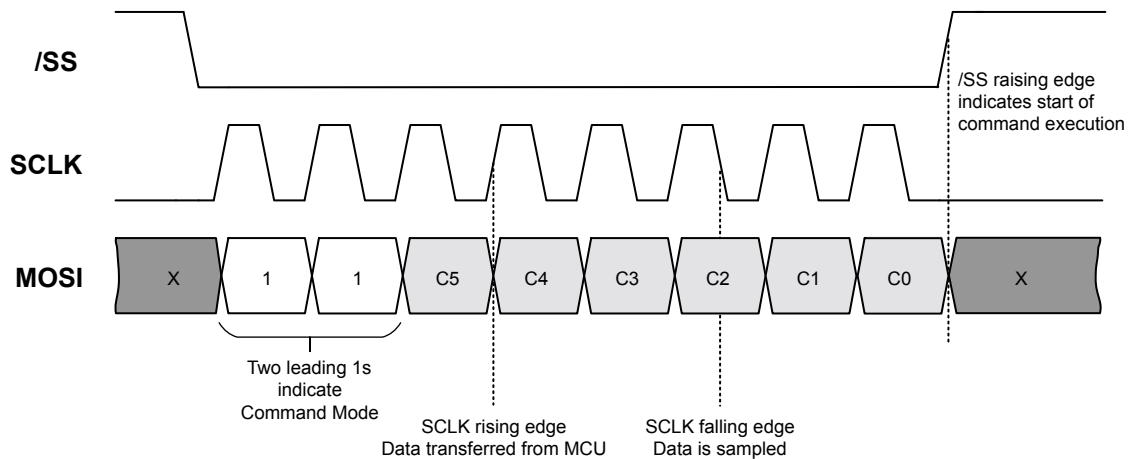 /SS
/SS raising edge
indicates start of
command execution
SCLK
MOSI
X
1
1
C5
C4
C3
C2
C1
C0
X
Two leading 1s
indicate
Command Mode
SCLK rising edge
Data transferred from MCU
SCLK falling edge
Data is sampled